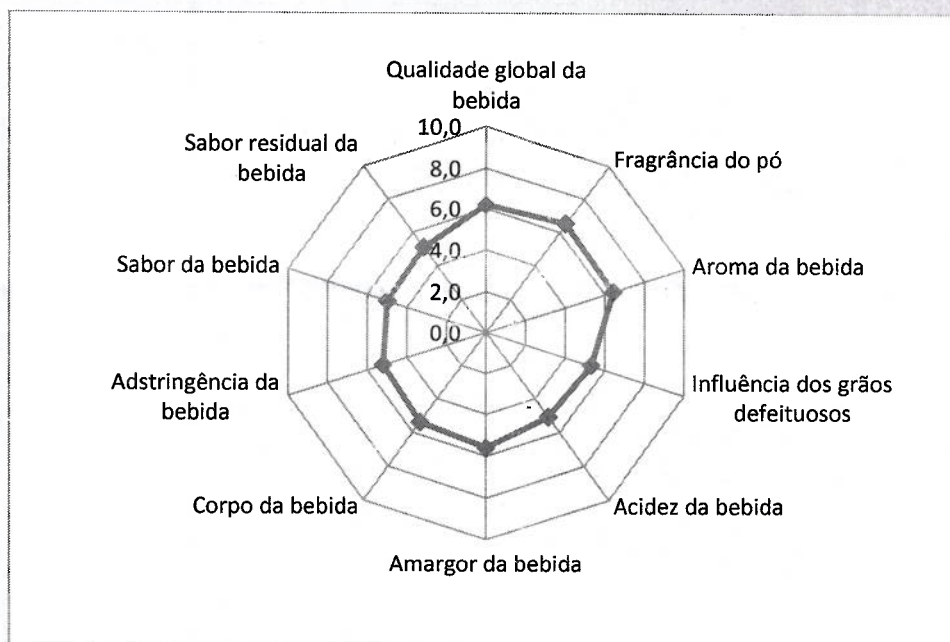 Qualidade global da
bebida
Fragrância do pó
Aroma da bebida
Influência dos grãos
defeituosos
Acidez da bebida
Amargor da bebida
Corpo da bebida
Adstringência da
bebida
Sabor da bebida
Sabor residual da
bebida
10,0
8,0
6,0
4,0
2,0
0,0